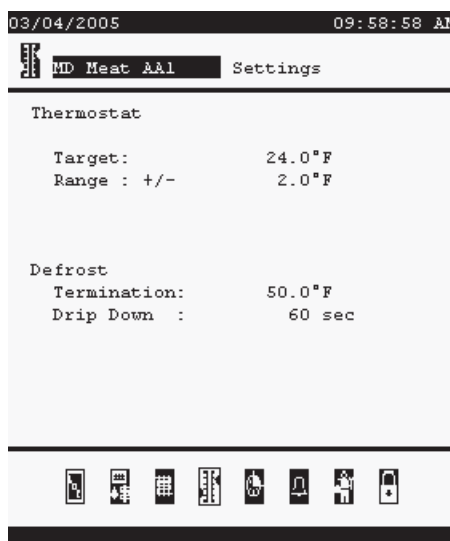 03/04/2005 09:58:58 AM
MD Meat AA1 Settings
Thermostat
Target: 24.0°F
Range : +/- 2.0°F
Defrost
Termination: 50.0°F
Drip Down : 60 sec